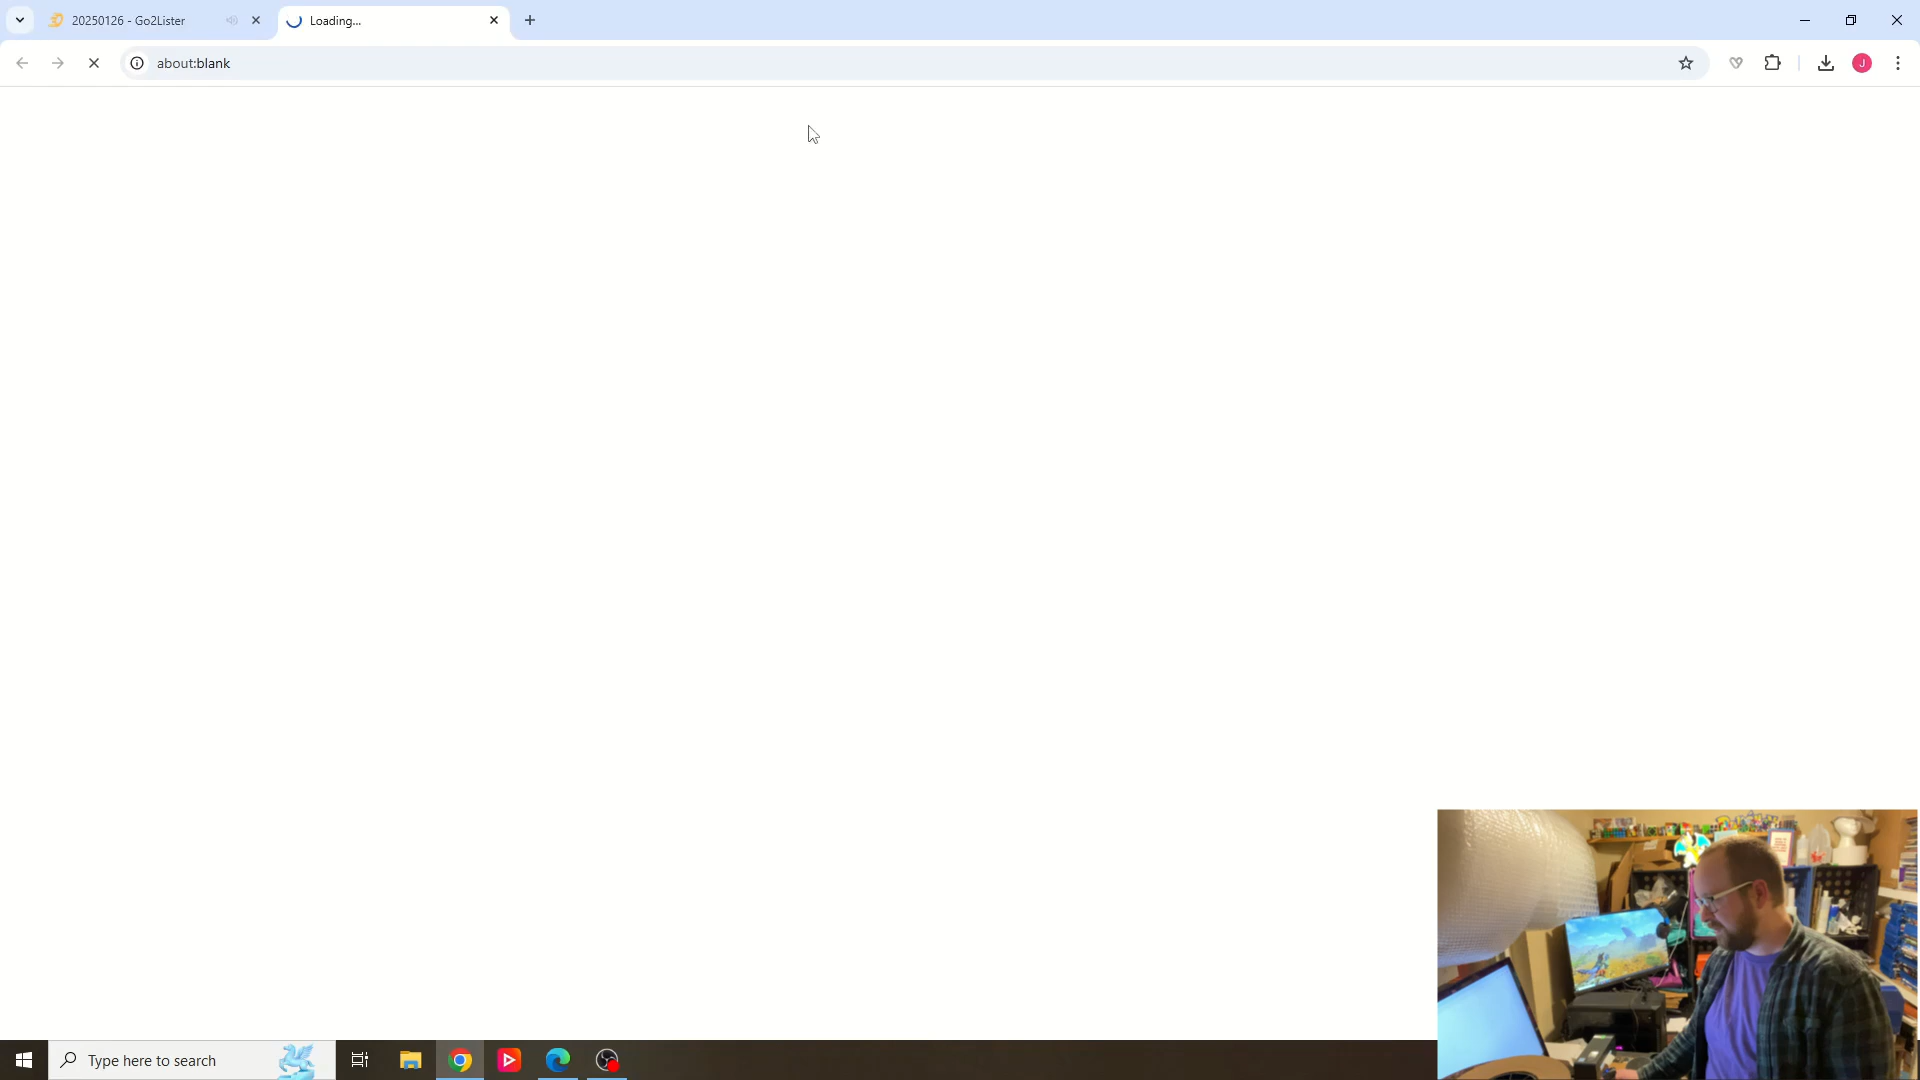 20250126 - Go2Lister
Loading...
about:blank
J
Type here to search